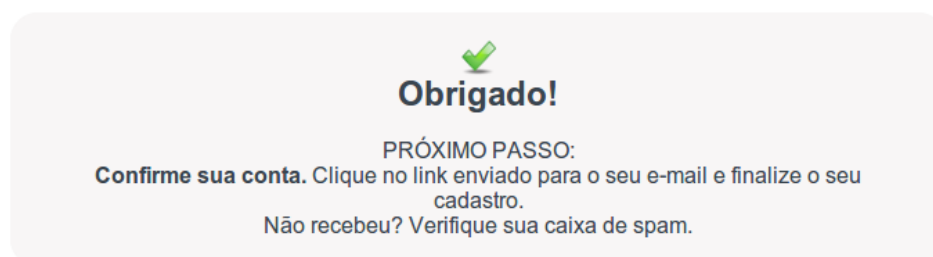 Obrigado!
PRÓXIMO PASSO:
Confirme sua conta. Clique no link enviado para o seu e-mail e finalize o seu
cadastro.
Não recebeu? Verifique sua caixa de spam.